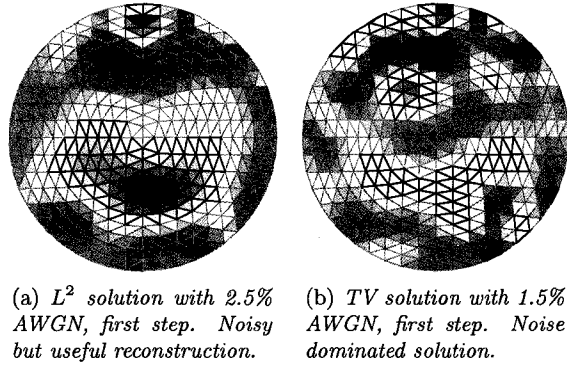 (a) L² solution with 2.5%
AWGN, first step. Noisy
but useful reconstruction.
(b) TV solution with 1.5%
AWGN, first step. Noise
dominated solution.